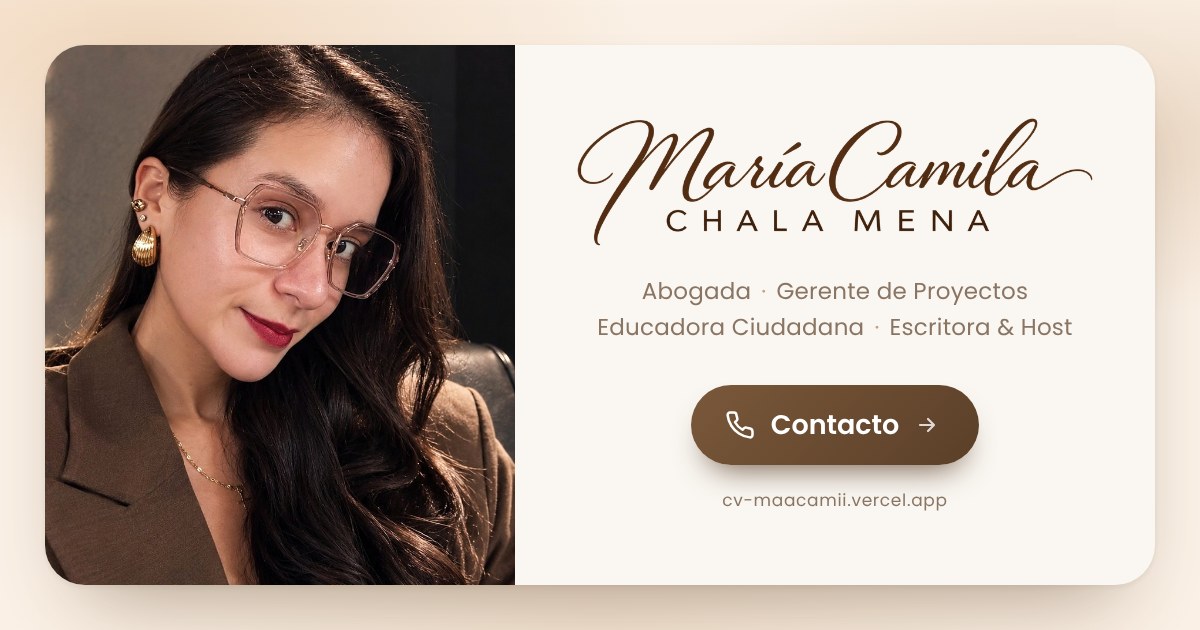 María Camila
CHALA MENA
Abogada · Gerente de Proyectos
Educadora Ciudadana · Escritora & Host
Contacto →
cv-maacamii.vercel.app